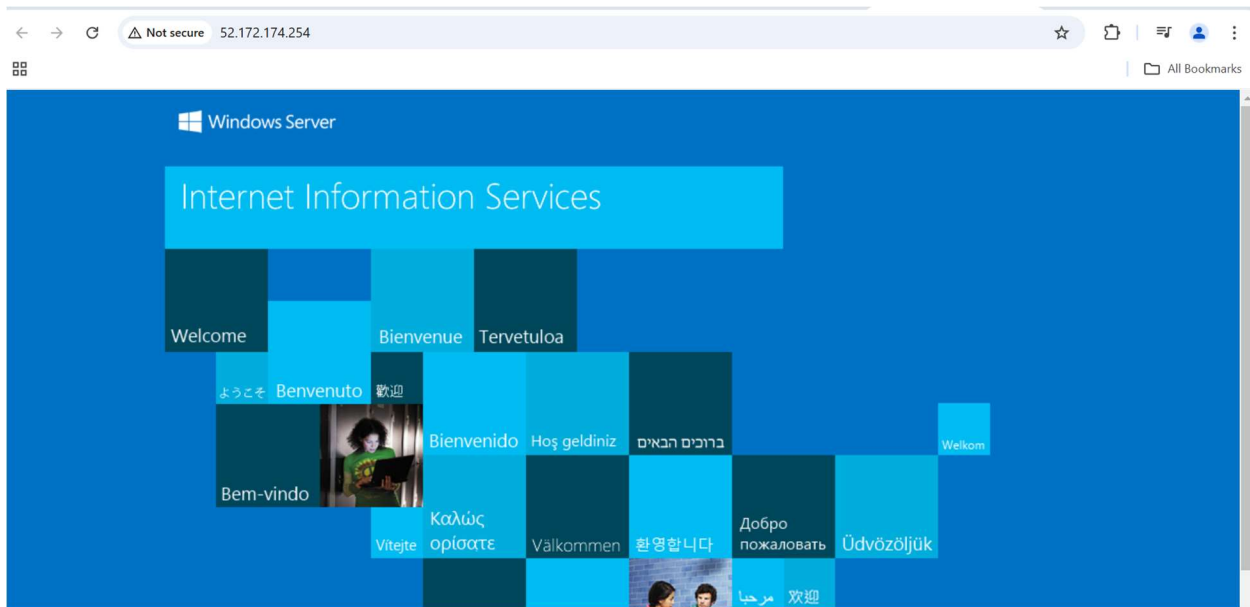 Not secure
52.172.174.254
All Bookmarks
Windows Server
Internet Information Services
Welcome
Bienvenue
Tervetuloa
ようこそ
Benvenuto
歡迎
Bienvenido
Hoş geldiniz
ברוכים הבאים
Welkom
Bem-vindo
Vítejte
Καλώς
ορίσατε
Välkommen
환영합니다
Добро
пожаловать
Üdvözöljük
مرحبا
欢迎